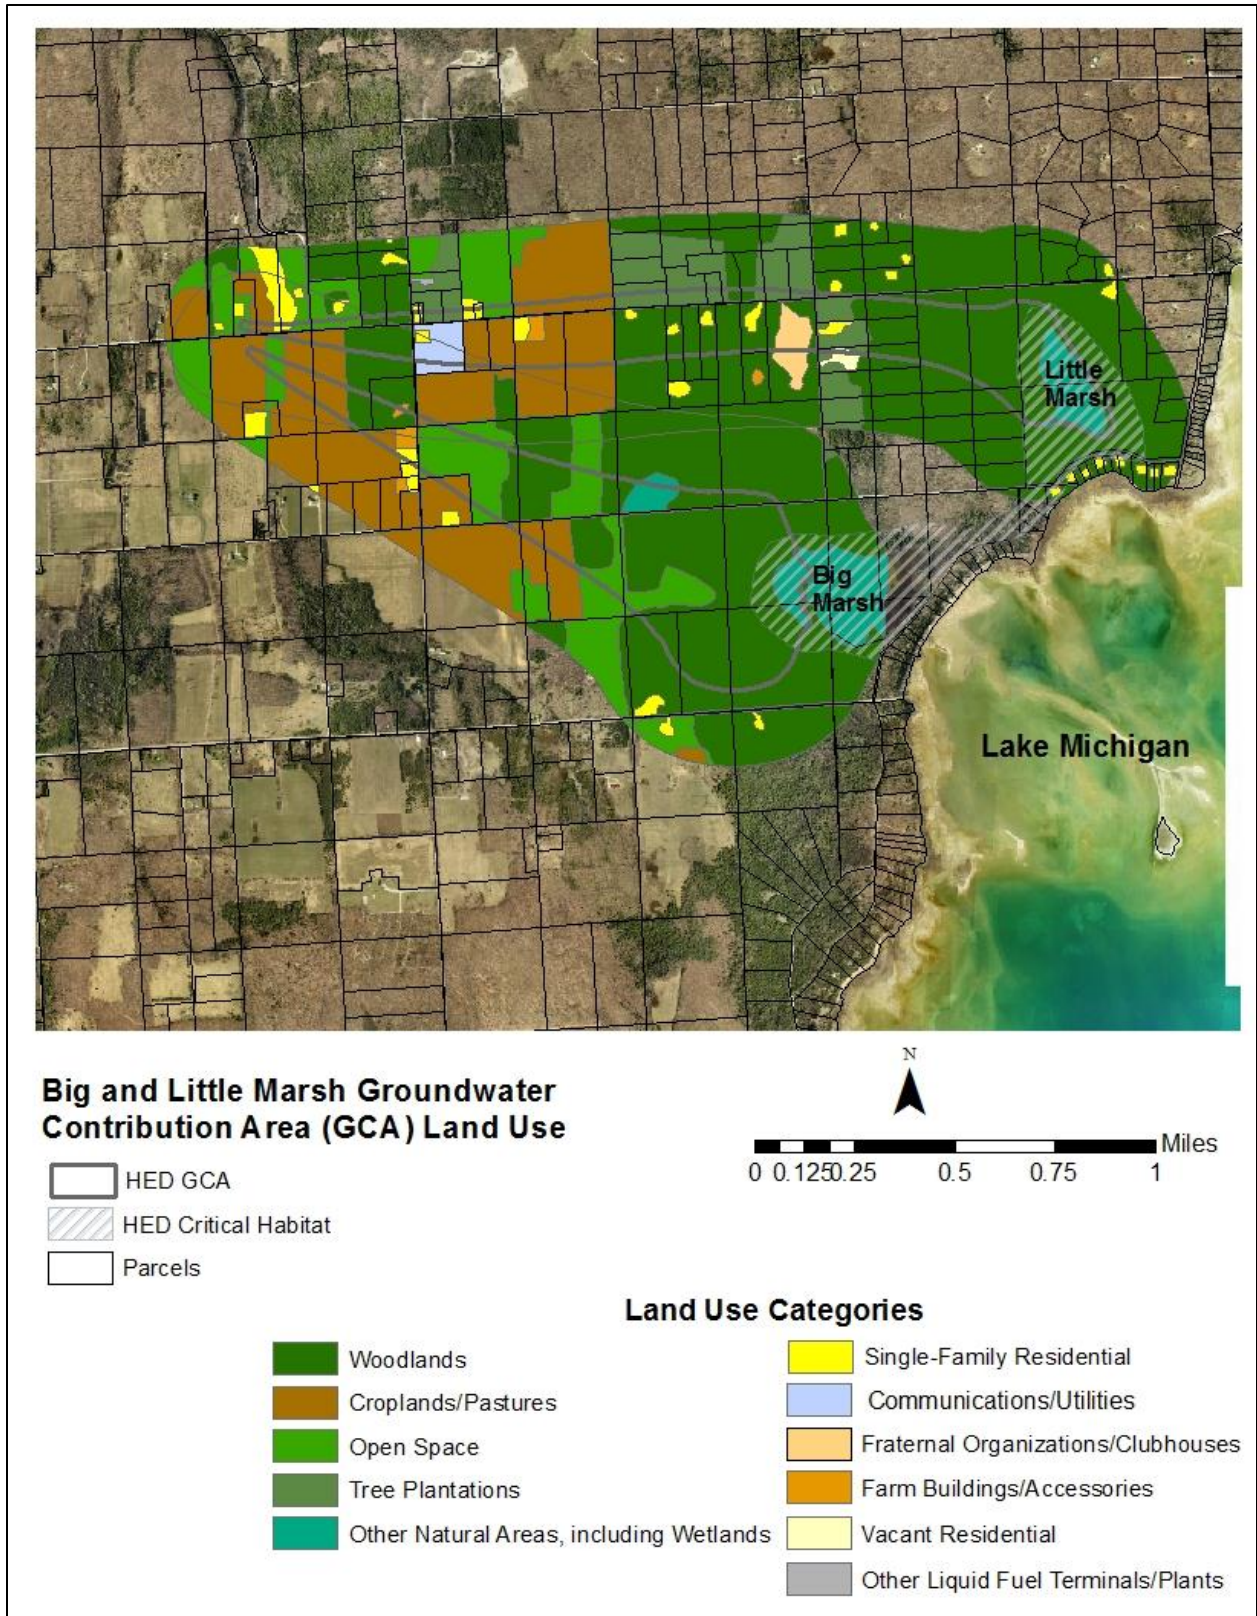 Little
Marsh
Big
Marsh
Lake Michigan
Big and Little Marsh Groundwater
Contribution Area (GCA) Land Use
HED GCA
HED Critical Habitat
Parcels
N
Miles
0 0.125 0.25 0.5 0.75 1
Land Use Categories
Woodlands
Croplands/Pastures
Open Space
Tree Plantations
Other Natural Areas, including Wetlands
Single-Family Residential
Communications/Utilities
Fraternal Organizations/Clubhouses
Farm Buildings/Accessories
Vacant Residential
Other Liquid Fuel Terminals/Plants